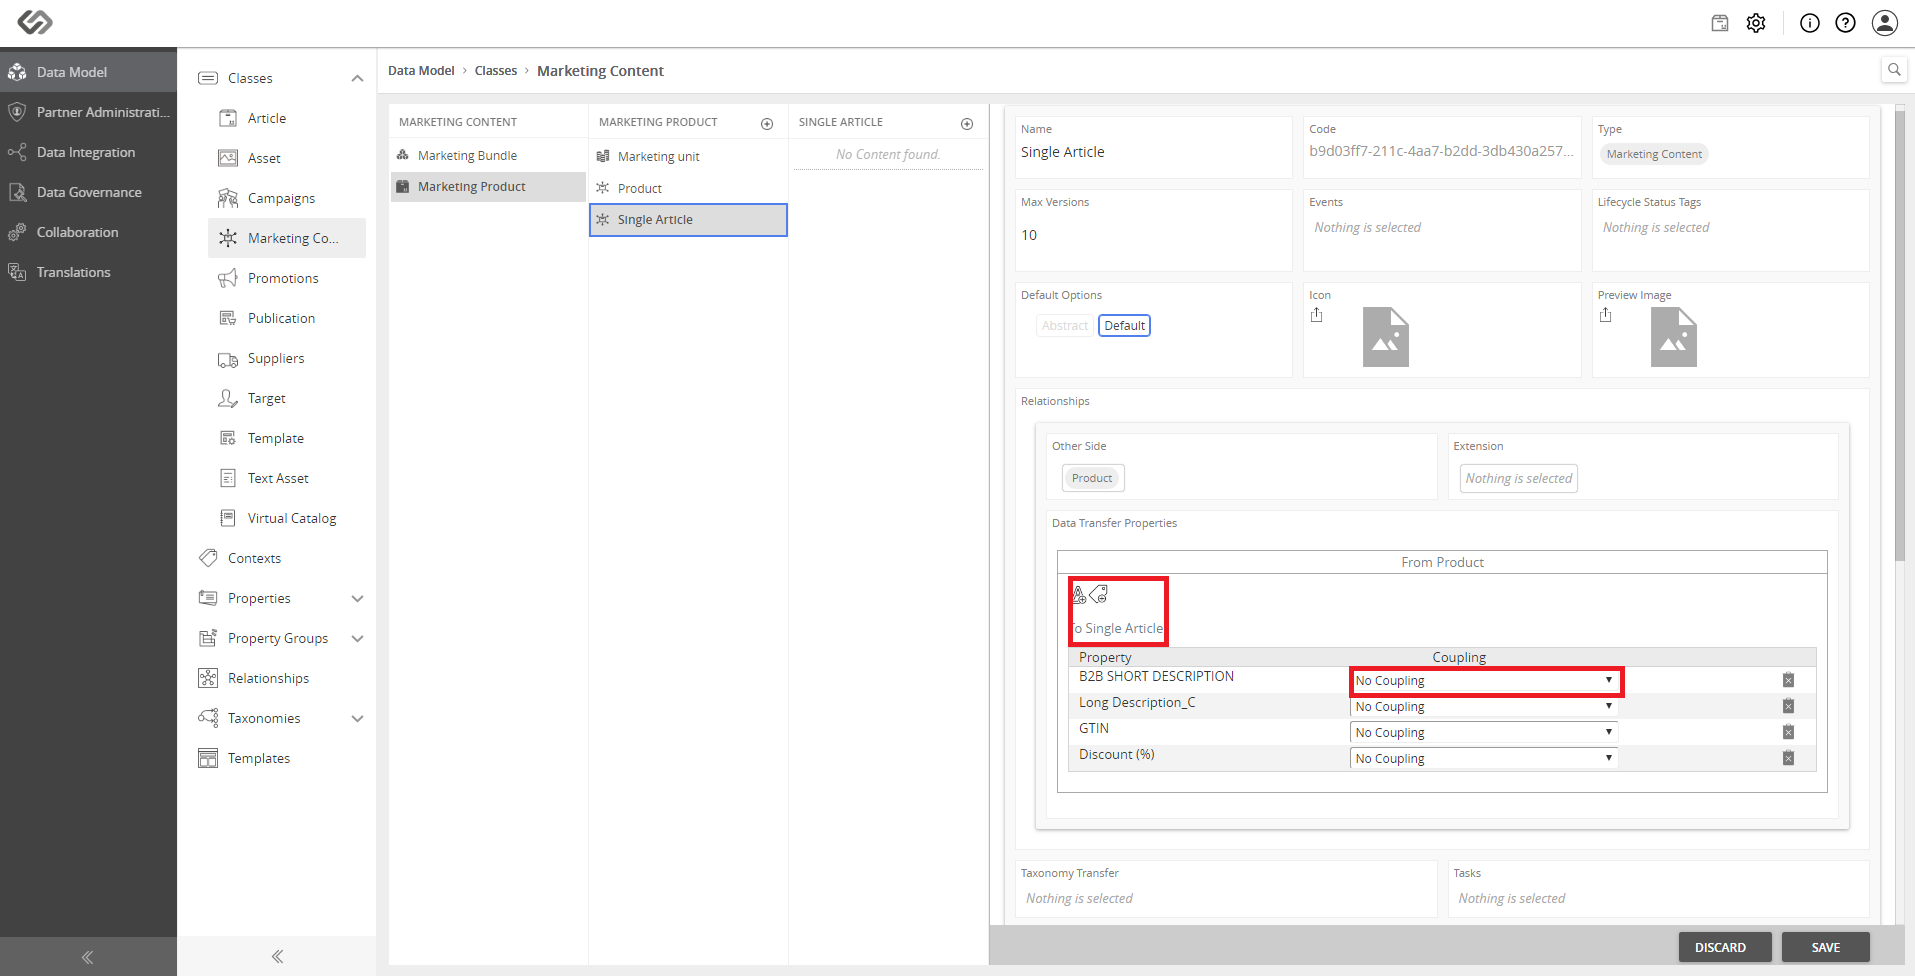 Data Model
Partner Administrati...
Data Integration
Data Governance
Collaboration
Translations
Classes
Article
Asset
Campaigns
Marketing Co...
Promotions
Publication
Suppliers
Target
Template
Text Asset
Virtual Catalog
Contexts
Properties
Property Groups
Relationships
Taxonomies
Templates
Data Model › Classes › Marketing Content
MARKETING CONTENT
Marketing Bundle
Marketing Product
MARKETING PRODUCT
Marketing unit
Product
Single Article
SINGLE ARTICLE
No Content found.
Name
Single Article
Code
b9d03ff7-211c-4aa7-b2dd-3db430a257...
Type
Marketing Content
Max Versions
10
Events
Nothing is selected
Lifecycle Status Tags
Nothing is selected
Default Options
Abstract Default
Icon
Preview Image
Relationships
Other Side
Product
Extension
Nothing is selected
Data Transfer Properties
From Product
To Single Article
Property Coupling
B2B SHORT DESCRIPTION No Coupling
Long Description_C No Coupling
GTIN No Coupling
Discount (%) No Coupling
Taxonomy Transfer
Nothing is selected
Tasks
Nothing is selected
DISCARD SAVE